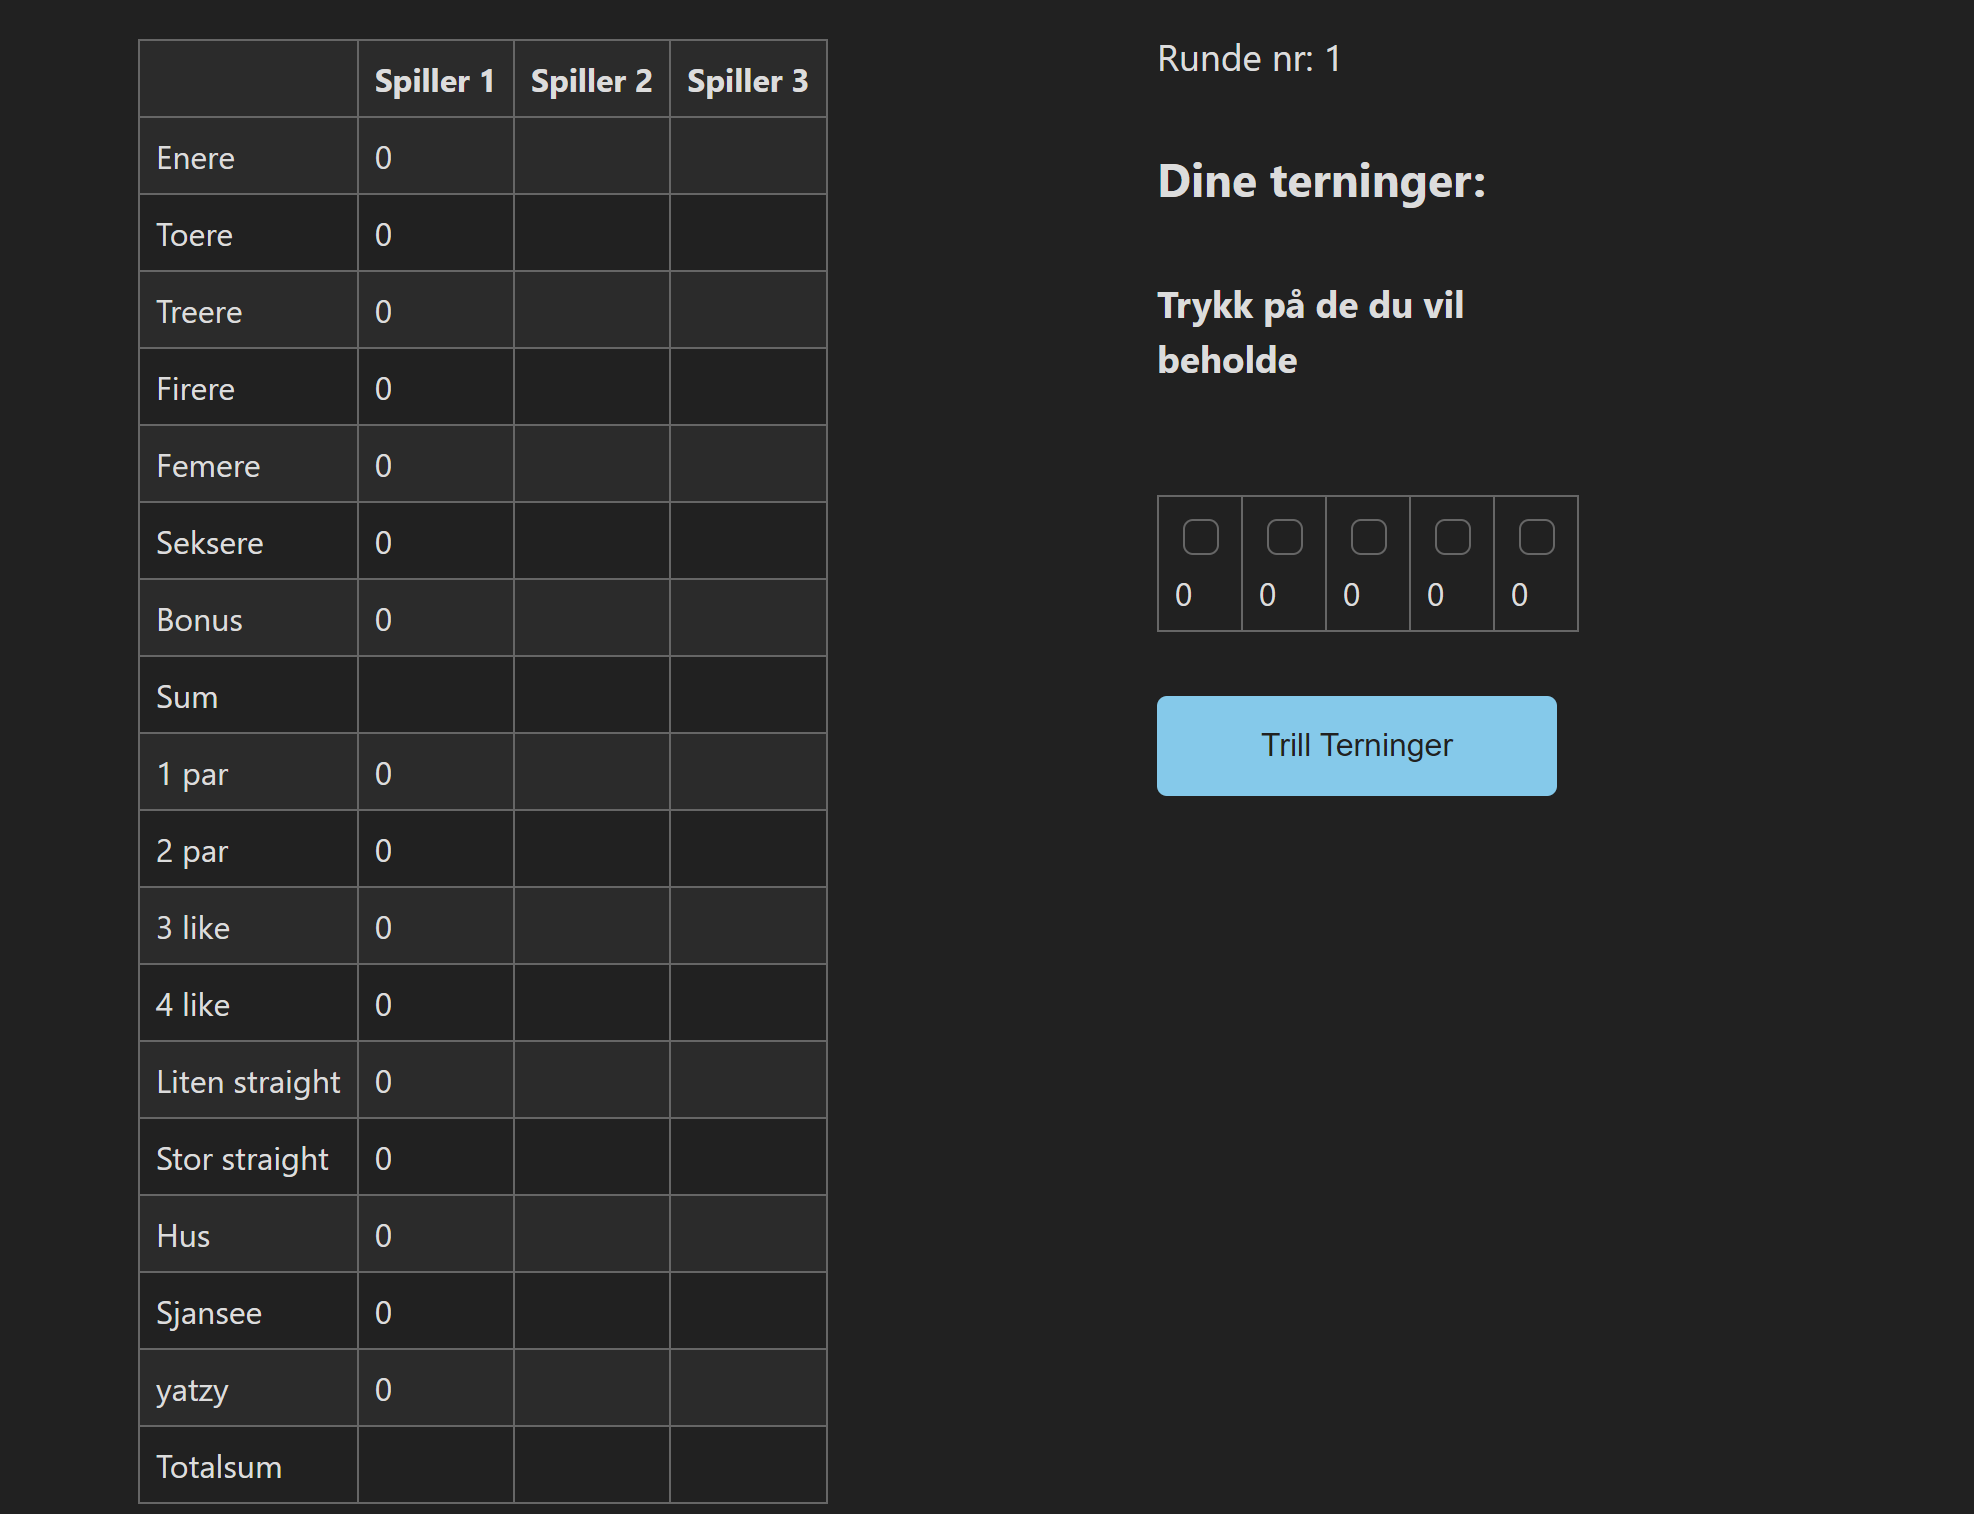 Spiller 1 Spiller 2 Spiller 3
Enere 0
Toere 0
Treere 0
Firere 0
Femere 0
Seksere 0
Bonus 0
Sum
1 par 0
2 par 0
3 like 0
4 like 0
Liten straight 0
Stor straight 0
Hus 0
Sjansee 0
yatzy 0
Totalsum
Runde nr: 1
Dine terninger:
Trykk på de du vil
beholde
0 0 0 0 0
Trill Terninger